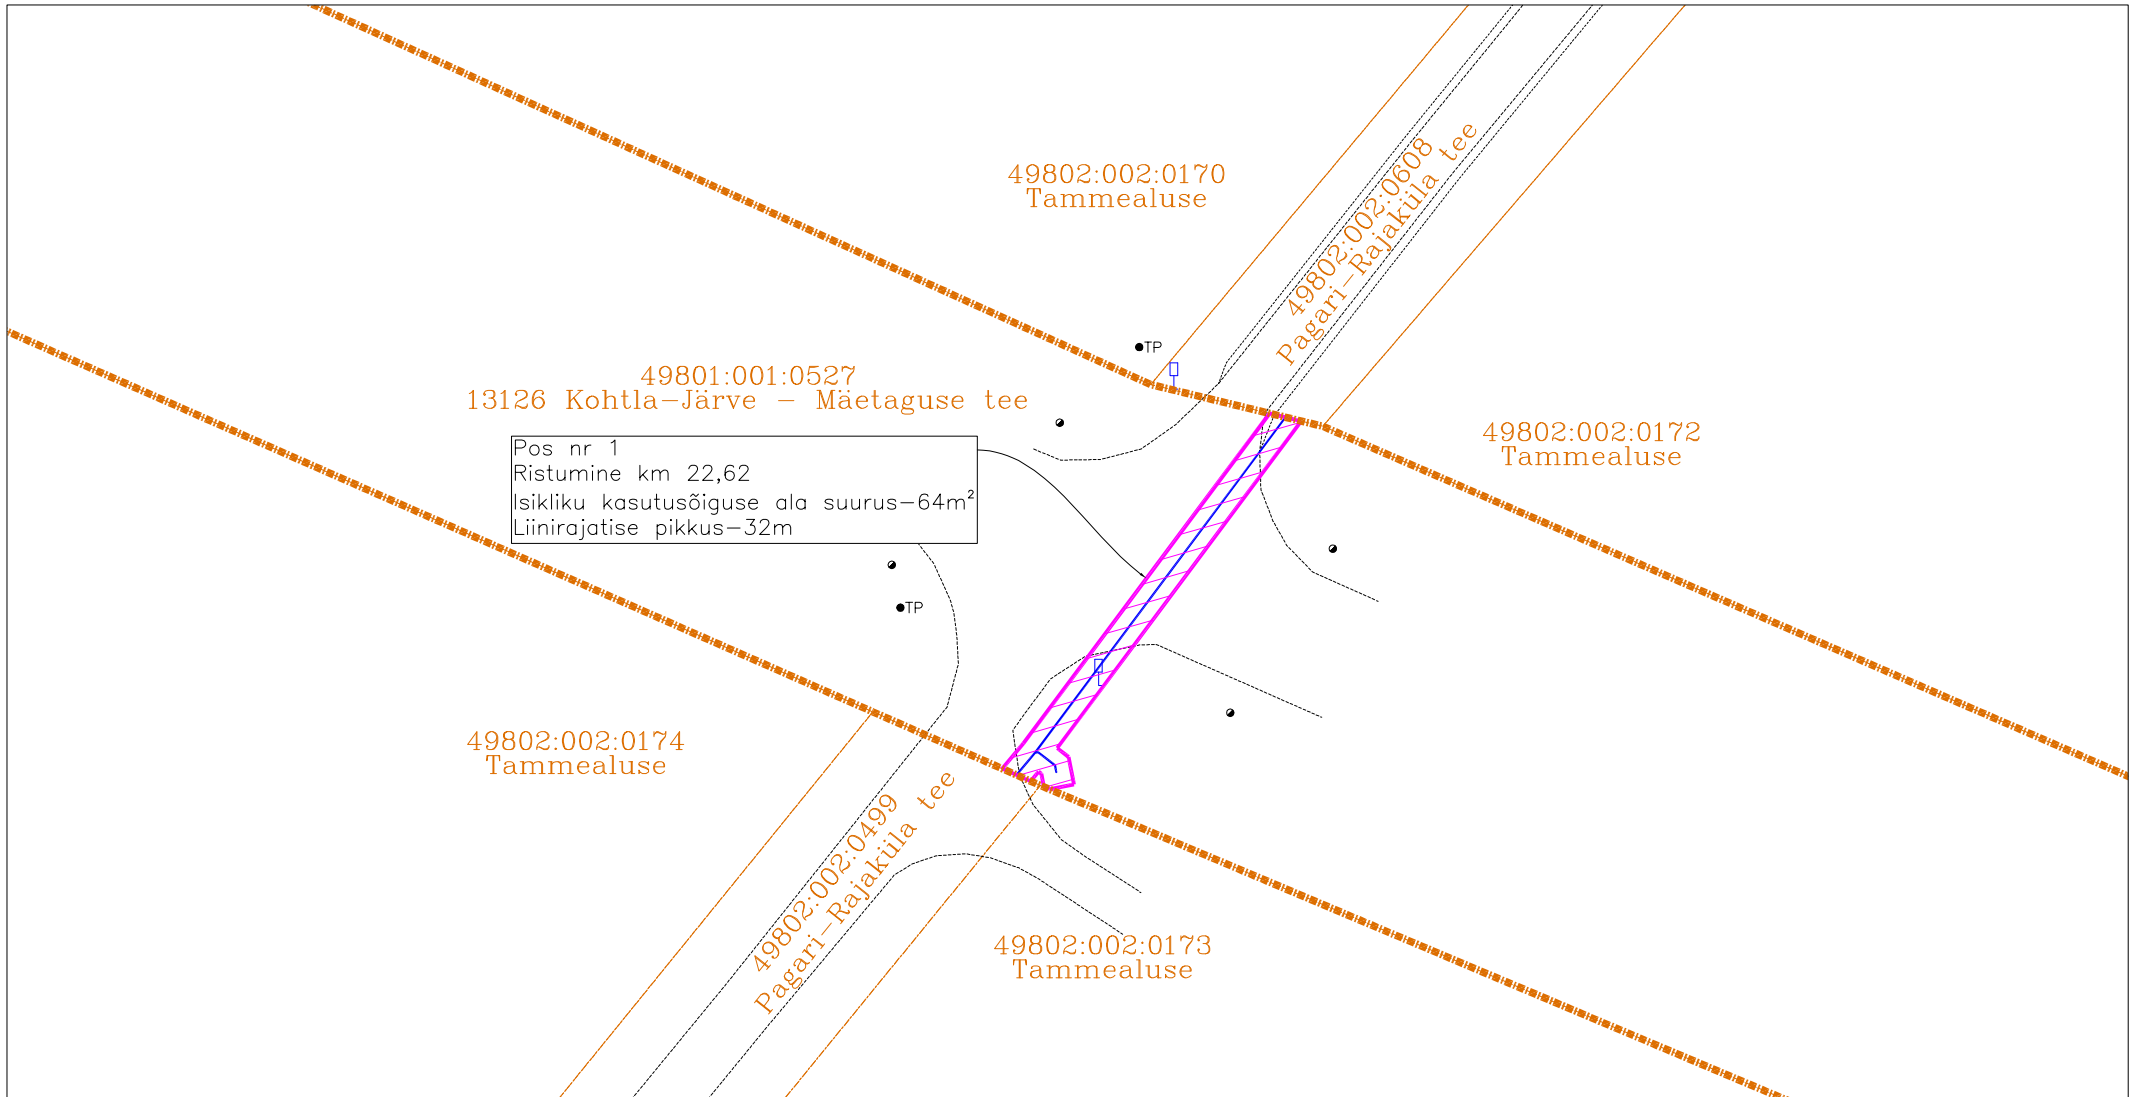 49802:002:0170
Tammealuse
49802:002:0608
Pagari-Rajaküla tee
TP
49801:001:0527
13126 Kohtla-Järve - Mäetaguse tee
49802:002:0172
Tammealuse
Pos nr 1
Ristumine km 22,62
Isikliku kasutusõiguse ala suurus-64m²
Liinirajatise pikkus-32m
TP
49802:002:0174
Tammealuse
49802:002:0499
Pagari-Rajaküla tee
49802:002:0173
Tammealuse